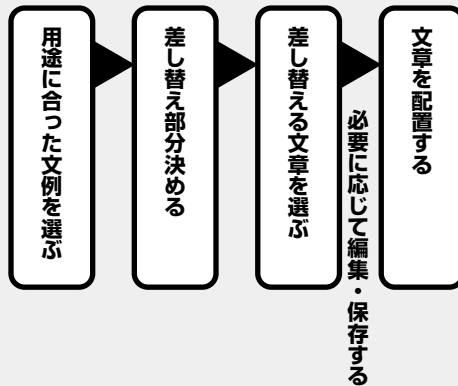 用途に合った文例を選ぶ
差し替え部分決める
差し替える文章を選ぶ
必要に応じて編集・保存する
文章を配置する